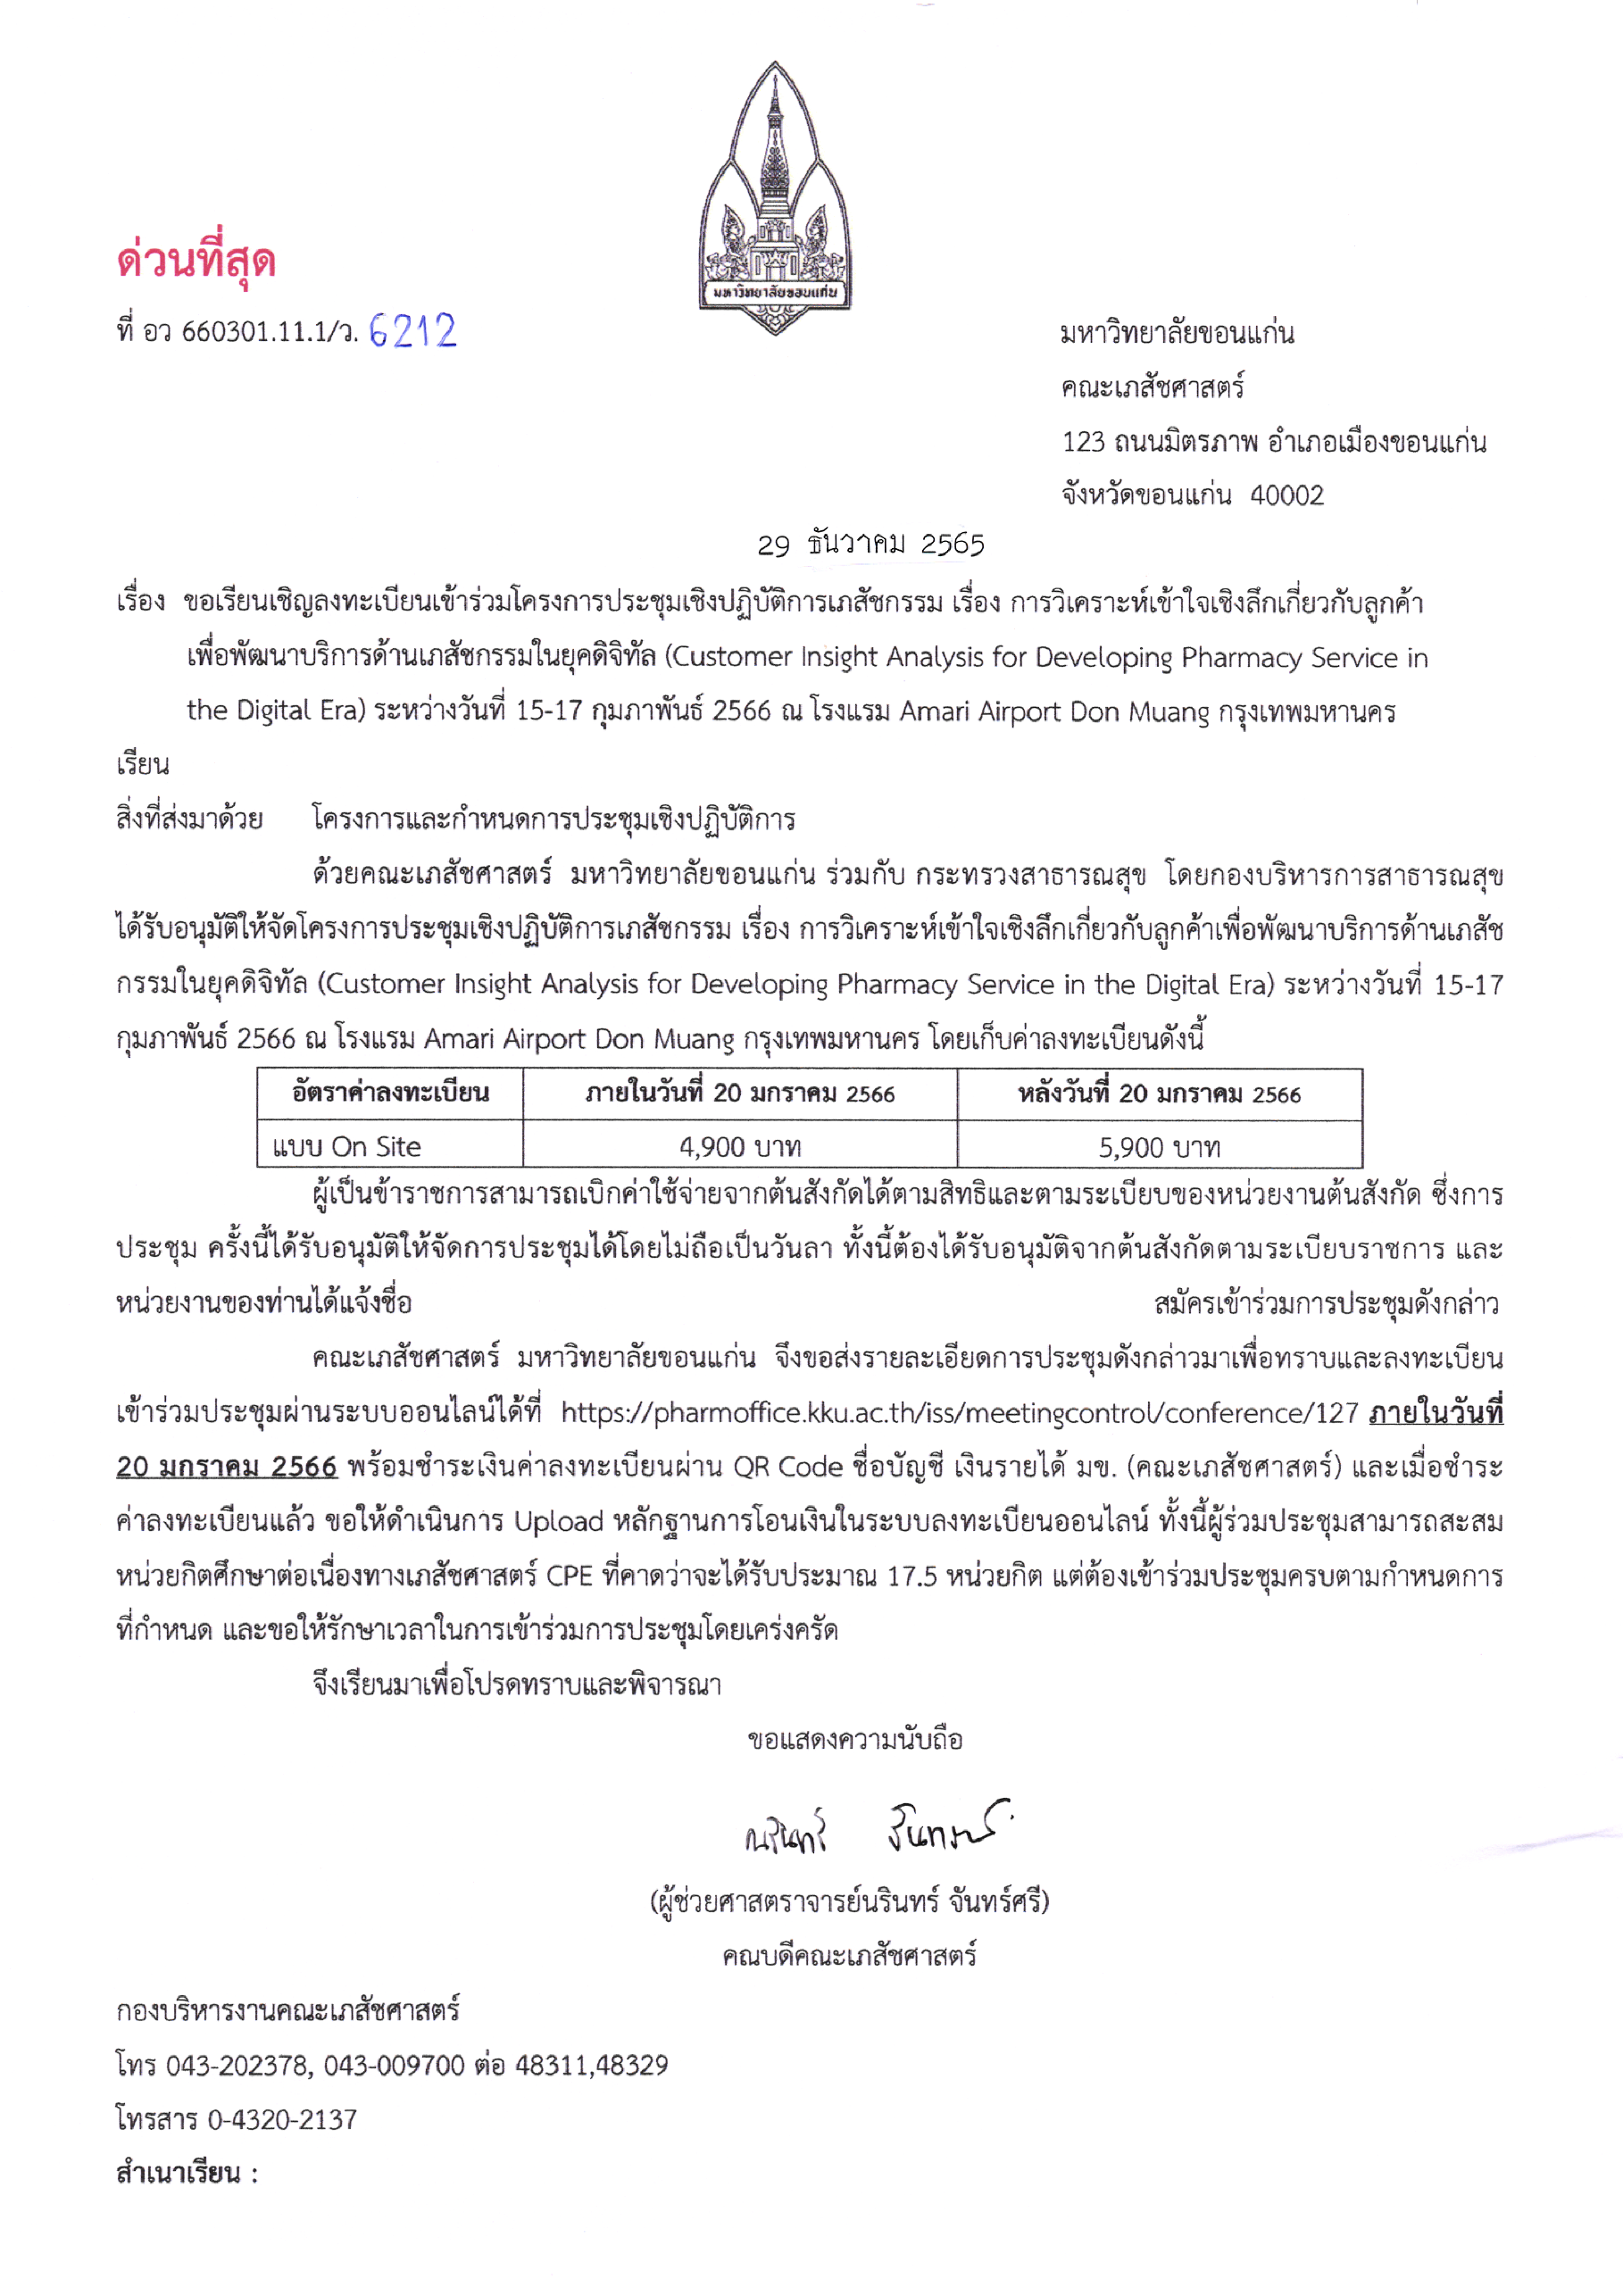 มหาวิทยาลัยขอนแก่น
ด่วนที่สุด
ที่ อว 660301.11.1/ว. 6212
มหาวิทยาลัยขอนแก่น
คณะเภสัชศาสตร์
123 ถนนมิตรภาพ อำเภอเมืองขอนแก่น
จังหวัดขอนแก่น 40002
29 ธันวาคม 2565
เรื่อง ขอเรียนเชิญลงทะเบียนเข้าร่วมโครงการประชุมเชิงปฏิบัติการเภสัชกรรม เรื่อง การวิเคราะห์เข้าใจเชิงลึกเกี่ยวกับลูกค้า
เพื่อพัฒนาบริการด้านเภสัชกรรมในยุคดิจิทัล (Customer Insight Analysis for Developing Pharmacy Service in
the Digital Era) ระหว่างวันที่ 15-17 กุมภาพันธ์ 2566 ณ โรงแรม Amari Airport Don Muang กรุงเทพมหานคร
เรียน
สิ่งที่ส่งมาด้วย โครงการและกำหนดการประชุมเชิงปฏิบัติการ
ด้วยคณะเภสัชศาสตร์ มหาวิทยาลัยขอนแก่น ร่วมกับ กระทรวงสาธารณสุข โดยกองบริหารการสาธารณสุข
ได้รับอนุมัติให้จัดโครงการประชุมเชิงปฏิบัติการเภสัชกรรม เรื่อง การวิเคราะห์เข้าใจเชิงลึกเกี่ยวกับลูกค้าเพื่อพัฒนาบริการด้านเภสัช
กรรมในยุคดิจิทัล (Customer Insight Analysis for Developing Pharmacy Service in the Digital Era) ระหว่างวันที่ 15-17
กุมภาพันธ์ 2566 ณ โรงแรม Amari Airport Don Muang กรุงเทพมหานคร โดยเก็บค่าลงทะเบียนดังนี้
อัตราค่าลงทะเบียน ภายในวันที่ 20 มกราคม 2566 หลังวันที่ 20 มกราคม 2566
แบบ On Site 4,900 บาท 5,900 บาท
ผู้เป็นข้าราชการสามารถเบิกค่าใช้จ่ายจากต้นสังกัดได้ตามสิทธิและตามระเบียบของหน่วยงานต้นสังกัด ซึ่งการ
ประชุม ครั้งนี้ได้รับอนุมัติให้จัดการประชุมได้โดยไม่ถือเป็นวันลา ทั้งนี้ต้องได้รับอนุมัติจากต้นสังกัดตามระเบียบราชการ และ
หน่วยงานของท่านได้แจ้งชื่อ สมัครเข้าร่วมการประชุมดังกล่าว
คณะเภสัชศาสตร์ มหาวิทยาลัยขอนแก่น จึงขอส่งรายละเอียดการประชุมดังกล่าวมาเพื่อทราบและลงทะเบียน
เข้าร่วมประชุมผ่านระบบออนไลน์ได้ที่ https://pharmoffice.kku.ac.th/iss/meetingcontrol/conference/127 ภายในวันที่
20 มกราคม 2566 พร้อมชำระเงินค่าลงทะเบียนผ่าน QR Code ชื่อบัญชี เงินรายได้ มข. (คณะเภสัชศาสตร์) และเมื่อชำระ
ค่าลงทะเบียนแล้ว ขอให้ดำเนินการ Upload หลักฐานการโอนเงินในระบบลงทะเบียนออนไลน์ ทั้งนี้ผู้ร่วมประชุมสามารถสะสม
หน่วยกิตศึกษาต่อเนื่องทางเภสัชศาสตร์ CPE ที่คาดว่าจะได้รับประมาณ 17.5 หน่วยกิต แต่ต้องเข้าร่วมประชุมครบตามกำหนดการ
ที่กำหนด และขอให้รักษาเวลาในการเข้าร่วมการประชุมโดยเคร่งครัด
จึงเรียนมาเพื่อโปรดทราบและพิจารณา
ขอแสดงความนับถือ
(ผู้ช่วยศาสตราจารย์นรินทร์ จันทร์ศรี)
คณบดีคณะเภสัชศาสตร์
กองบริหารงานคณะเภสัชศาสตร์
โทร 043-202378, 043-009700 ต่อ 48311,48329
โทรสาร 0-4320-2137
สำเนาเรียน :